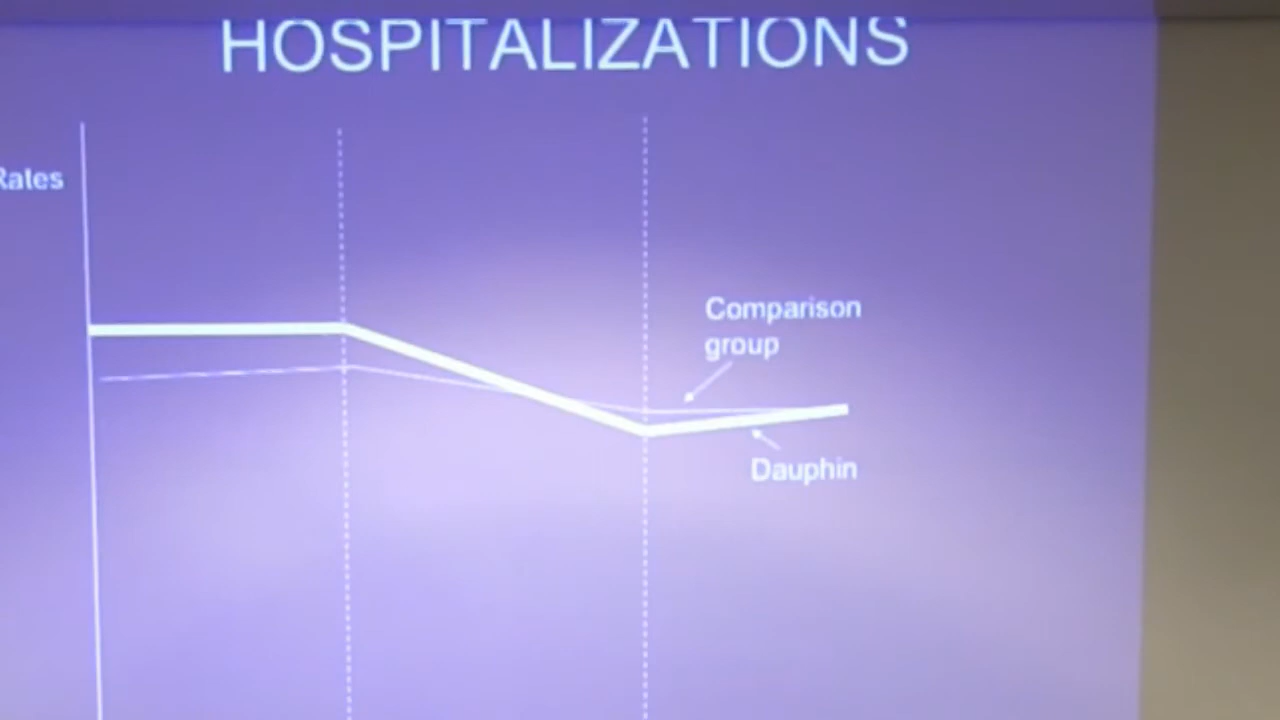 HOSPITALIZATIONS
Rates
Comparison
group
Dauphin